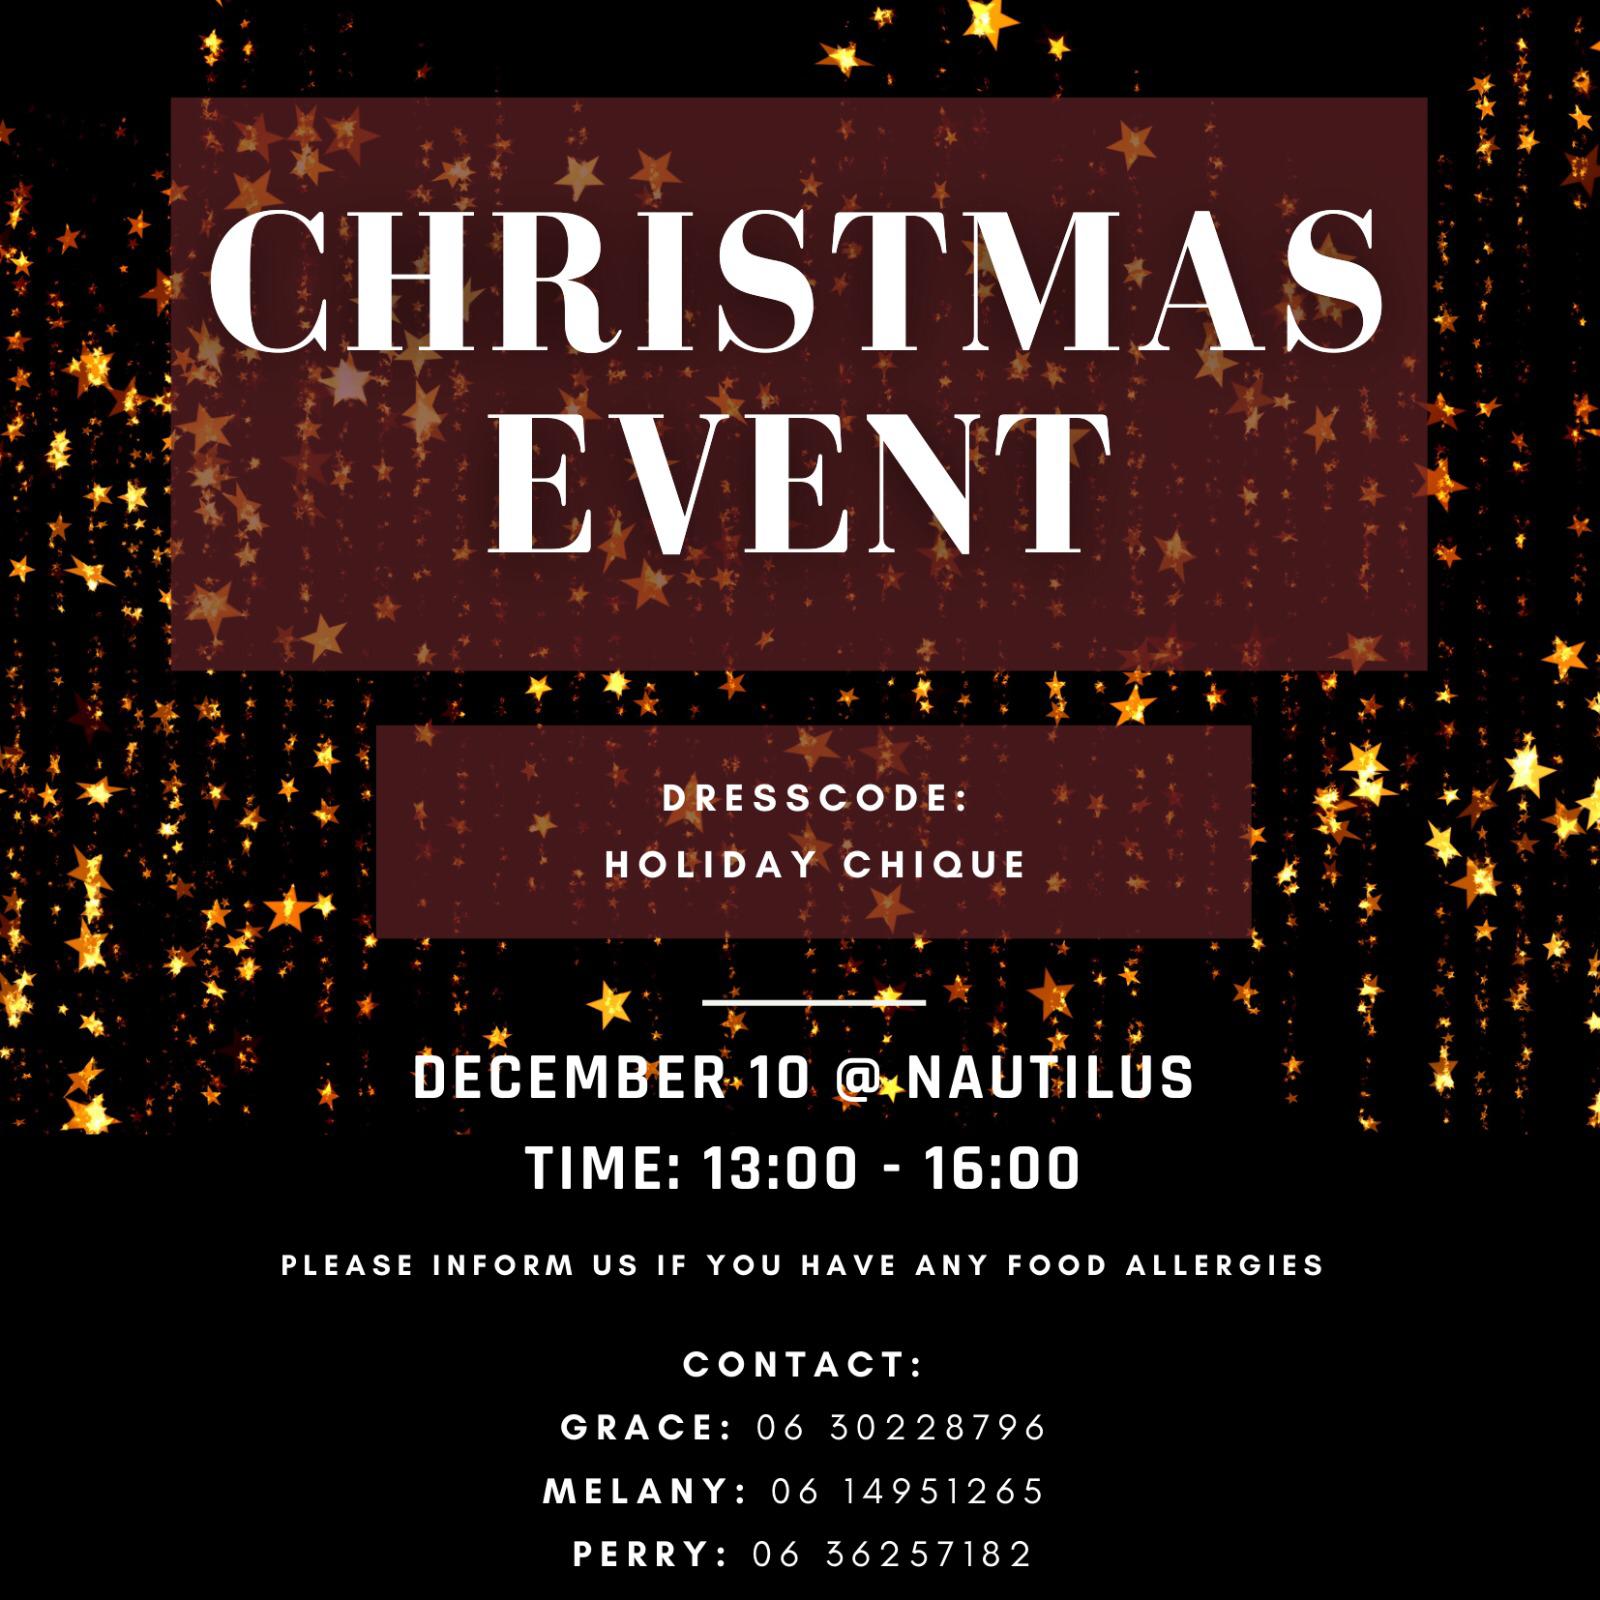 CHRISTMAS
EVENT
DRESSCODE:
HOLIDAY CHIQUE
DECEMBER 10 @ NAUTILUS
TIME: 13:00 - 16:00
PLEASE INFORM US IF YOU HAVE ANY FOOD ALLERGIES
CONTACT:
GRACE: 06 30228796
MELANY: 06 14951265
PERRY: 06 36257182